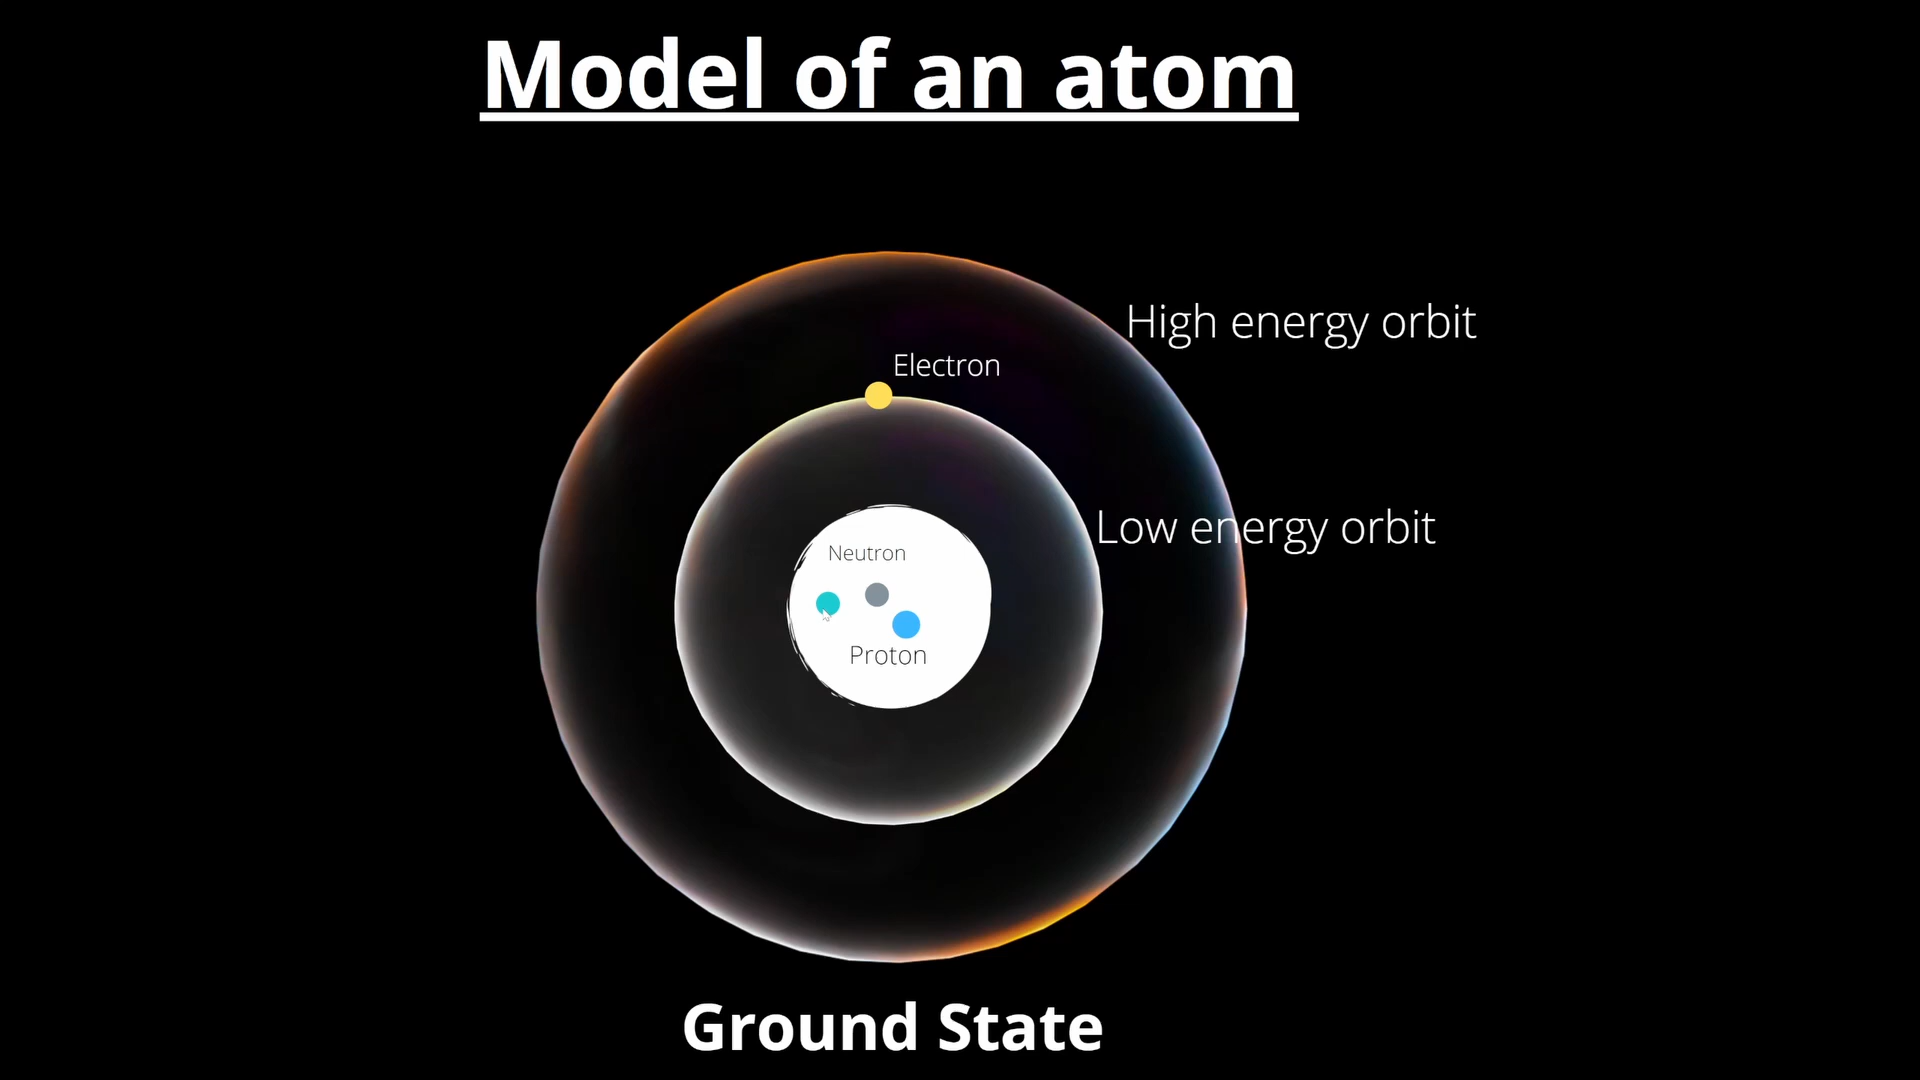 Model of an atom
High energy orbit
Electron
Low energy orbit
Neutron
Proton
Ground State